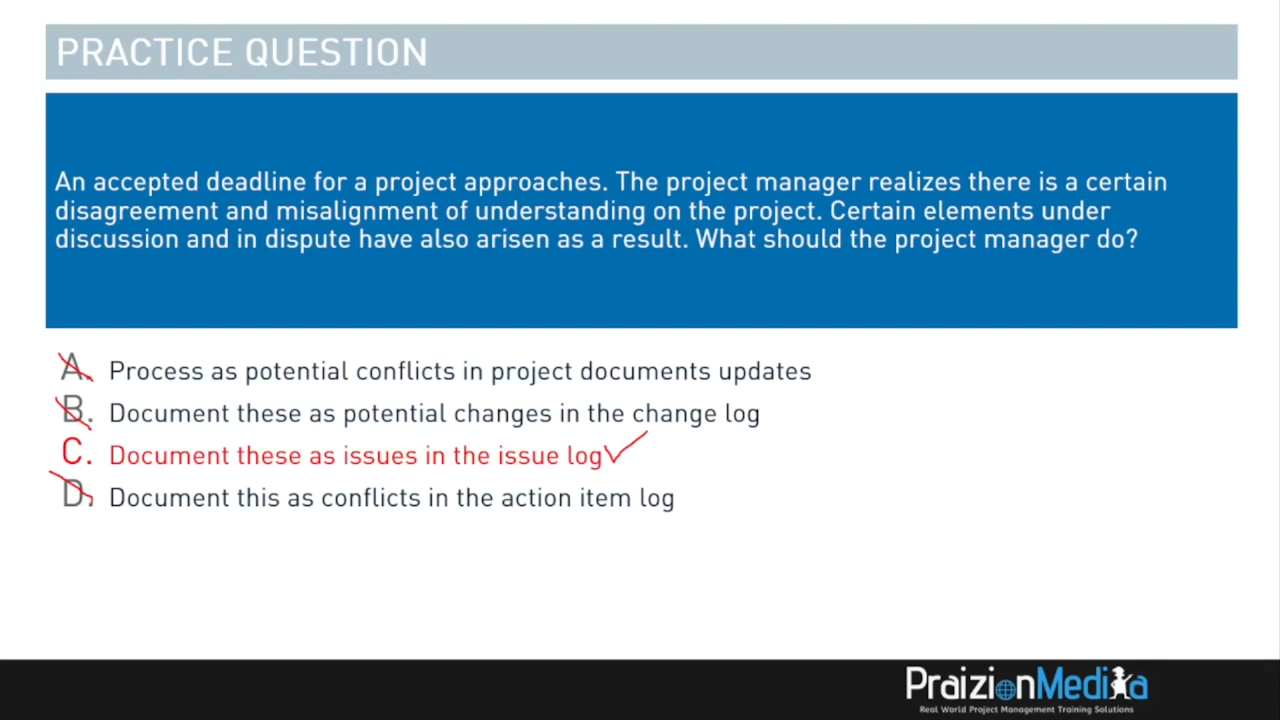 PRACTICE QUESTION
An accepted deadline for a project approaches. The project manager realizes there is a certain
disagreement and misalignment of understanding on the project. Certain elements under
discussion and in dispute have also arisen as a result. What should the project manager do?
A. Process as potential conflicts in project documents updates
B. Document these as potential changes in the change log
C. Document these as issues in the issue log
D. Document this as conflicts in the action item log
PraizionMedia
Real World Project Management Training Solutions